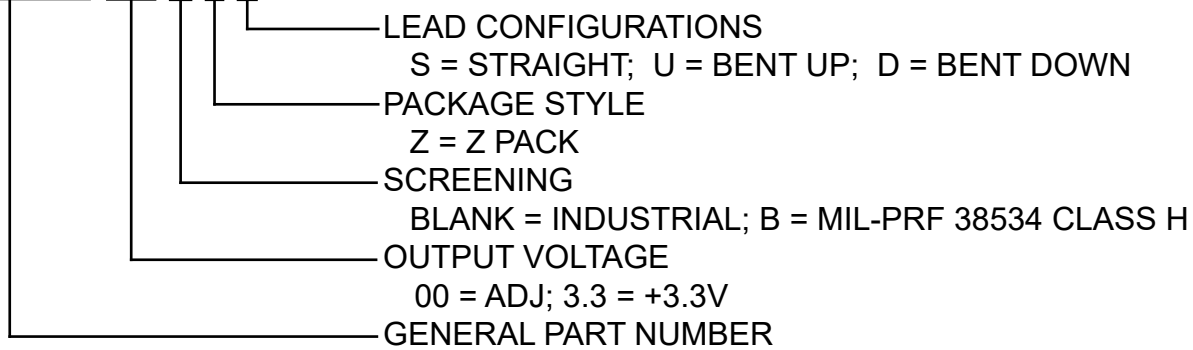 LEAD CONFIGURATIONS
S = STRAIGHT; U = BENT UP; D = BENT DOWN
PACKAGE STYLE
Z = Z PACK
SCREENING
BLANK = INDUSTRIAL; B = MIL-PRF 38534 CLASS H
OUTPUT VOLTAGE
00 = ADJ; 3.3 = +3.3V
GENERAL PART NUMBER